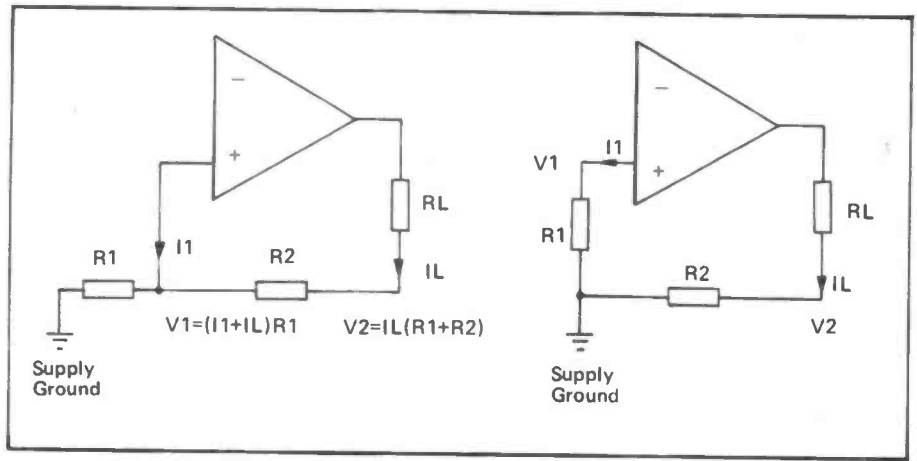 −
+
RL
I1
R1
R2
IL
V1=(I1+IL)R1
V2=IL(R1+R2)
Supply
Ground
−
+
V1
I1
R1
RL
R2
IL
V2
Supply
Ground